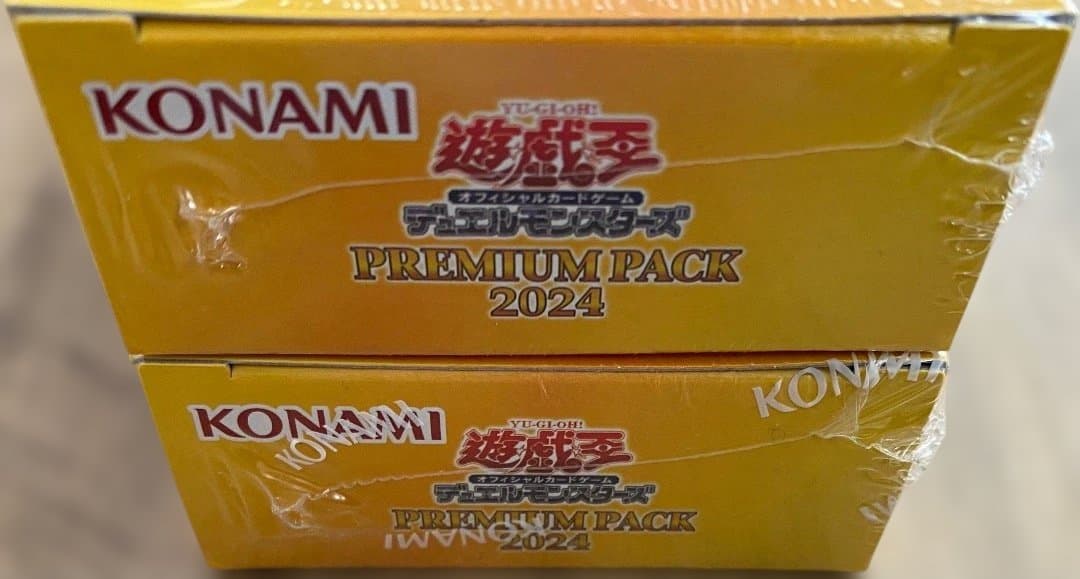 KONAMI
YU-GI-OH!
遊戯王
オフィシャルカードゲーム
デュエルモンスターズ
PREMIUM PACK
2024
KONAMI
KONAMI
KONAMI
YU-GI-OH!
遊戯王
オフィシャルカードゲーム
デュエルモンスターズ
PREMIUM PACK
KONAMI
2024